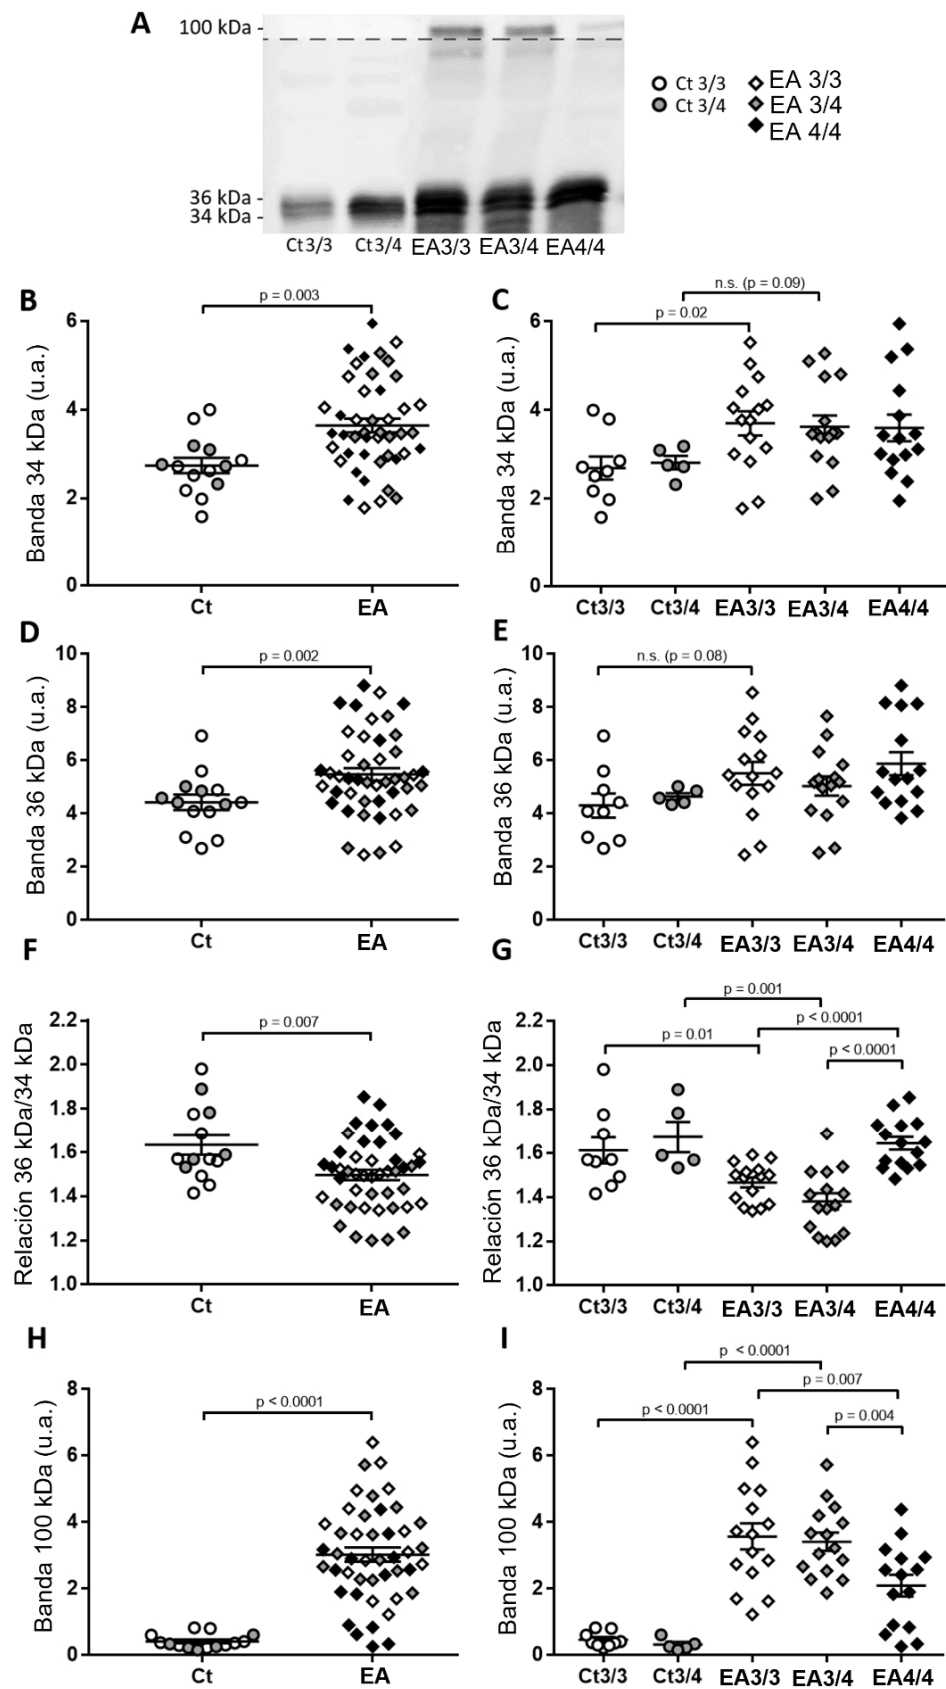 A
100 kDa
36 kDa
34 kDa
Ct3/3 Ct3/4 EA3/3 EA3/4 EA4/4
Ct 3/3
Ct 3/4
EA 3/3
EA 3/4
EA 4/4
B
p = 0.003
Banda 34 kDa (u.a.)
6
4
2
0
Ct EA
C
n.s. (p = 0.09)
p = 0.02
Banda 34 kDa (u.a.)
6
4
2
0
Ct3/3 Ct3/4 EA3/3 EA3/4 EA4/4
D
p = 0.002
Banda 36 kDa (u.a.)
10
8
6
4
2
0
Ct EA
E
n.s. (p = 0.08)
Banda 36 kDa (u.a.)
10
8
6
4
2
0
Ct3/3 Ct3/4 EA3/3 EA3/4 EA4/4
F
p = 0.007
Relación 36 kDa/34 kDa
2.2
2.0
1.8
1.6
1.4
1.2
1.0
Ct EA
G
p = 0.001
p < 0.0001
p = 0.01
p < 0.0001
Relación 36 kDa/34 kDa
2.2
2.0
1.8
1.6
1.4
1.2
1.0
Ct3/3 Ct3/4 EA3/3 EA3/4 EA4/4
H
p < 0.0001
Banda 100 kDa (u.a.)
8
6
4
2
0
Ct EA
I
p < 0.0001
p = 0.007
p < 0.0001
p = 0.004
Banda 100 kDa (u.a.)
8
6
4
2
0
Ct3/3 Ct3/4 EA3/3 EA3/4 EA4/4